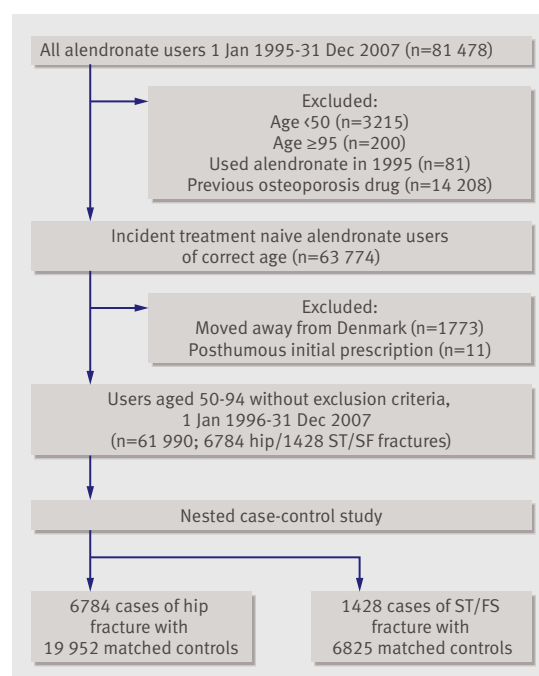 All alendronate users 1 Jan 1995-31 Dec 2007 (n=81 478)
Excluded:
Age <50 (n=3215)
Age ≥95 (n=200)
Used alendronate in 1995 (n=81)
Previous osteoporosis drug (n=14 208)
Incident treatment naive alendronate users
of correct age (n=63 774)
Excluded:
Moved away from Denmark (n=1773)
Posthumous initial prescription (n=11)
Users aged 50-94 without exclusion criteria,
1 Jan 1996-31 Dec 2007
(n=61 990; 6784 hip/1428 ST/SF fractures)
Nested case-control study
6784 cases of hip
fracture with
19 952 matched controls
1428 cases of ST/FS
fracture with
6825 matched controls